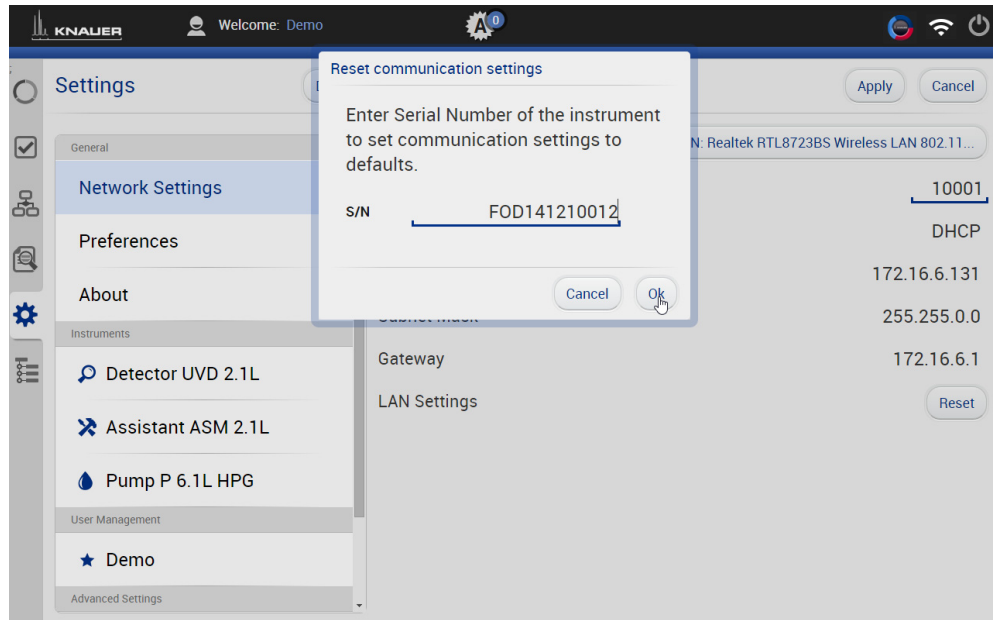 KNAUER
Welcome: Demo
A 0
Settings
Apply
Cancel
Reset communication settings
Enter Serial Number of the instrument
to set communication settings to
defaults.
S/N FOD141210012
Cancel
Ok
General
Network Settings
Preferences
About
Instruments
Detector UVD 2.1L
Assistant ASM 2.1L
Pump P 6.1L HPG
User Management
Demo
Advanced Settings
N: Realtek RTL8723BS Wireless LAN 802.11...
10001
DHCP
172.16.6.131
Subnet Mask 255.255.0.0
Gateway 172.16.6.1
LAN Settings Reset